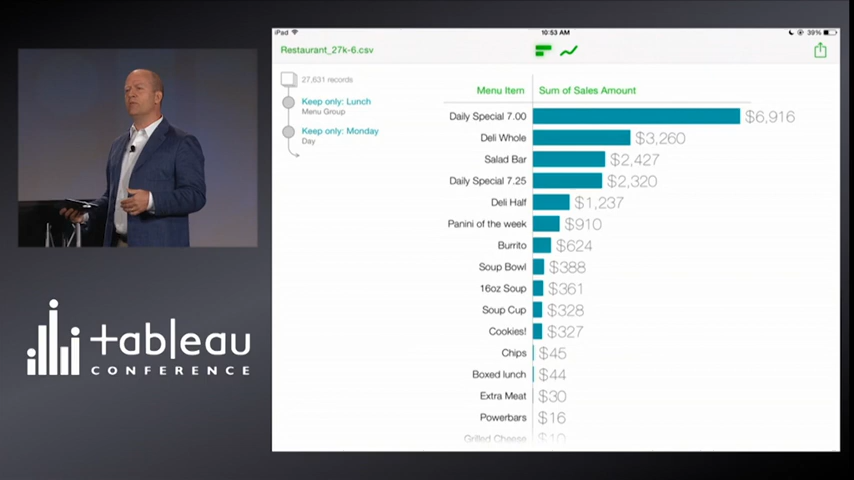 iPad
10:53 AM
39%
Restaurant_27k-6.csv
27,631 records
Keep only: Lunch
Menu Group
Keep only: Monday
Day
Menu Item
Sum of Sales Amount
Daily Special 7.00 $6,916
Deli Whole $3,260
Salad Bar $2,427
Daily Special 7.25 $2,320
Deli Half $1,237
Panini of the week $910
Burrito $624
Soup Bowl $388
16oz Soup $361
Soup Cup $328
Cookies! $327
Chips $45
Boxed lunch $44
Extra Meat $30
Powerbars $16
Grilled Cheese $10
+ableau
CONFERENCE